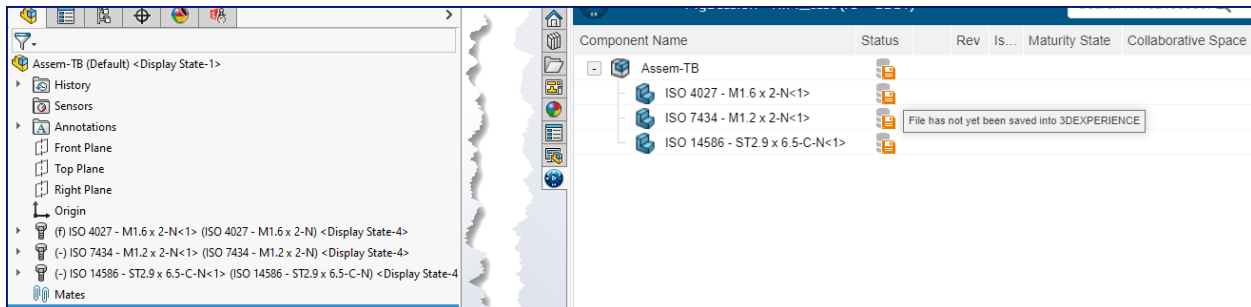 Assem-TB (Default) <Display State-1>
History
Sensors
Annotations
Front Plane
Top Plane
Right Plane
Origin
(f) ISO 4027 - M1.6 x 2-N<1> (ISO 4027 - M1.6 x 2-N) <Display State-4>
(-) ISO 7434 - M1.2 x 2-N<1> (ISO 7434 - M1.2 x 2-N) <Display State-4>
(-) ISO 14586 - ST2.9 x 6.5-C-N<1> (ISO 14586 - ST2.9 x 6.5-C-N) <Display State-4
Mates
Component Name Status Rev Is... Maturity State Collaborative Space
Assem-TB
ISO 4027 - M1.6 x 2-N<1>
ISO 7434 - M1.2 x 2-N<1>
File has not yet been saved into 3DEXPERIENCE
ISO 14586 - ST2.9 x 6.5-C-N<1>